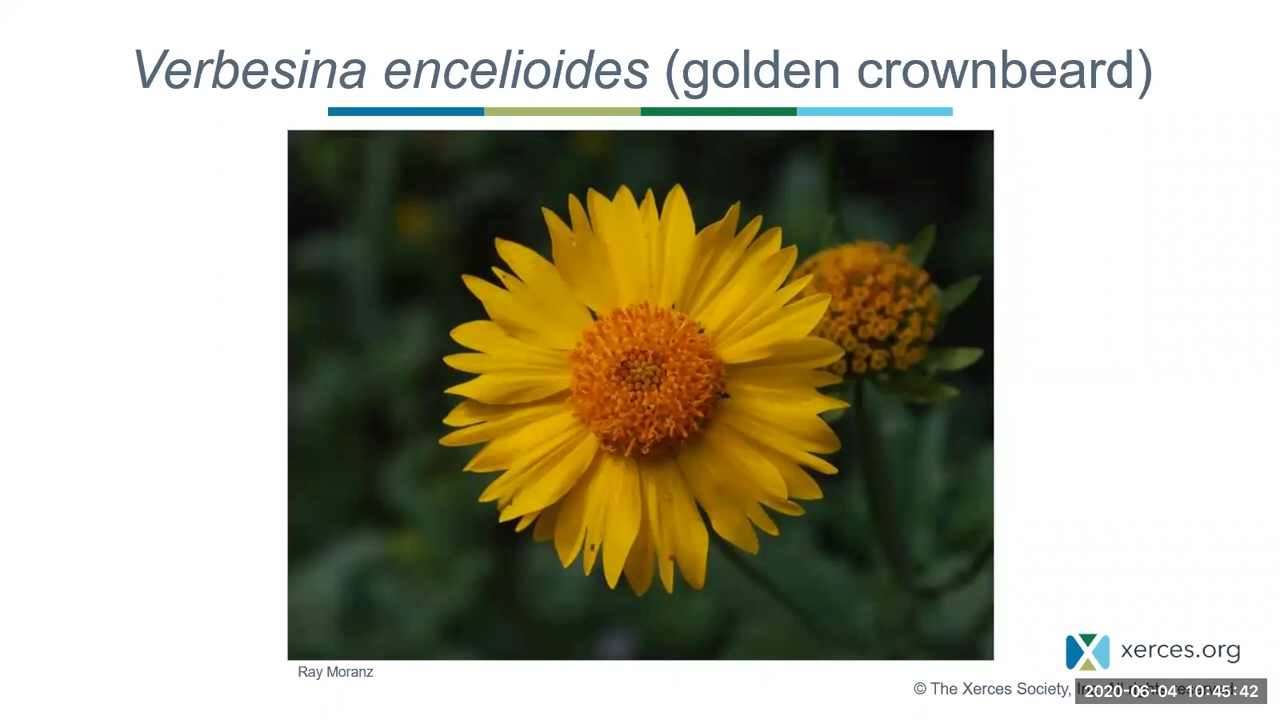 Verbesina encelioides (golden crownbeard)
Ray Moranz
xerces.org
© The Xerces Society,
2020-06-04 10:45:42